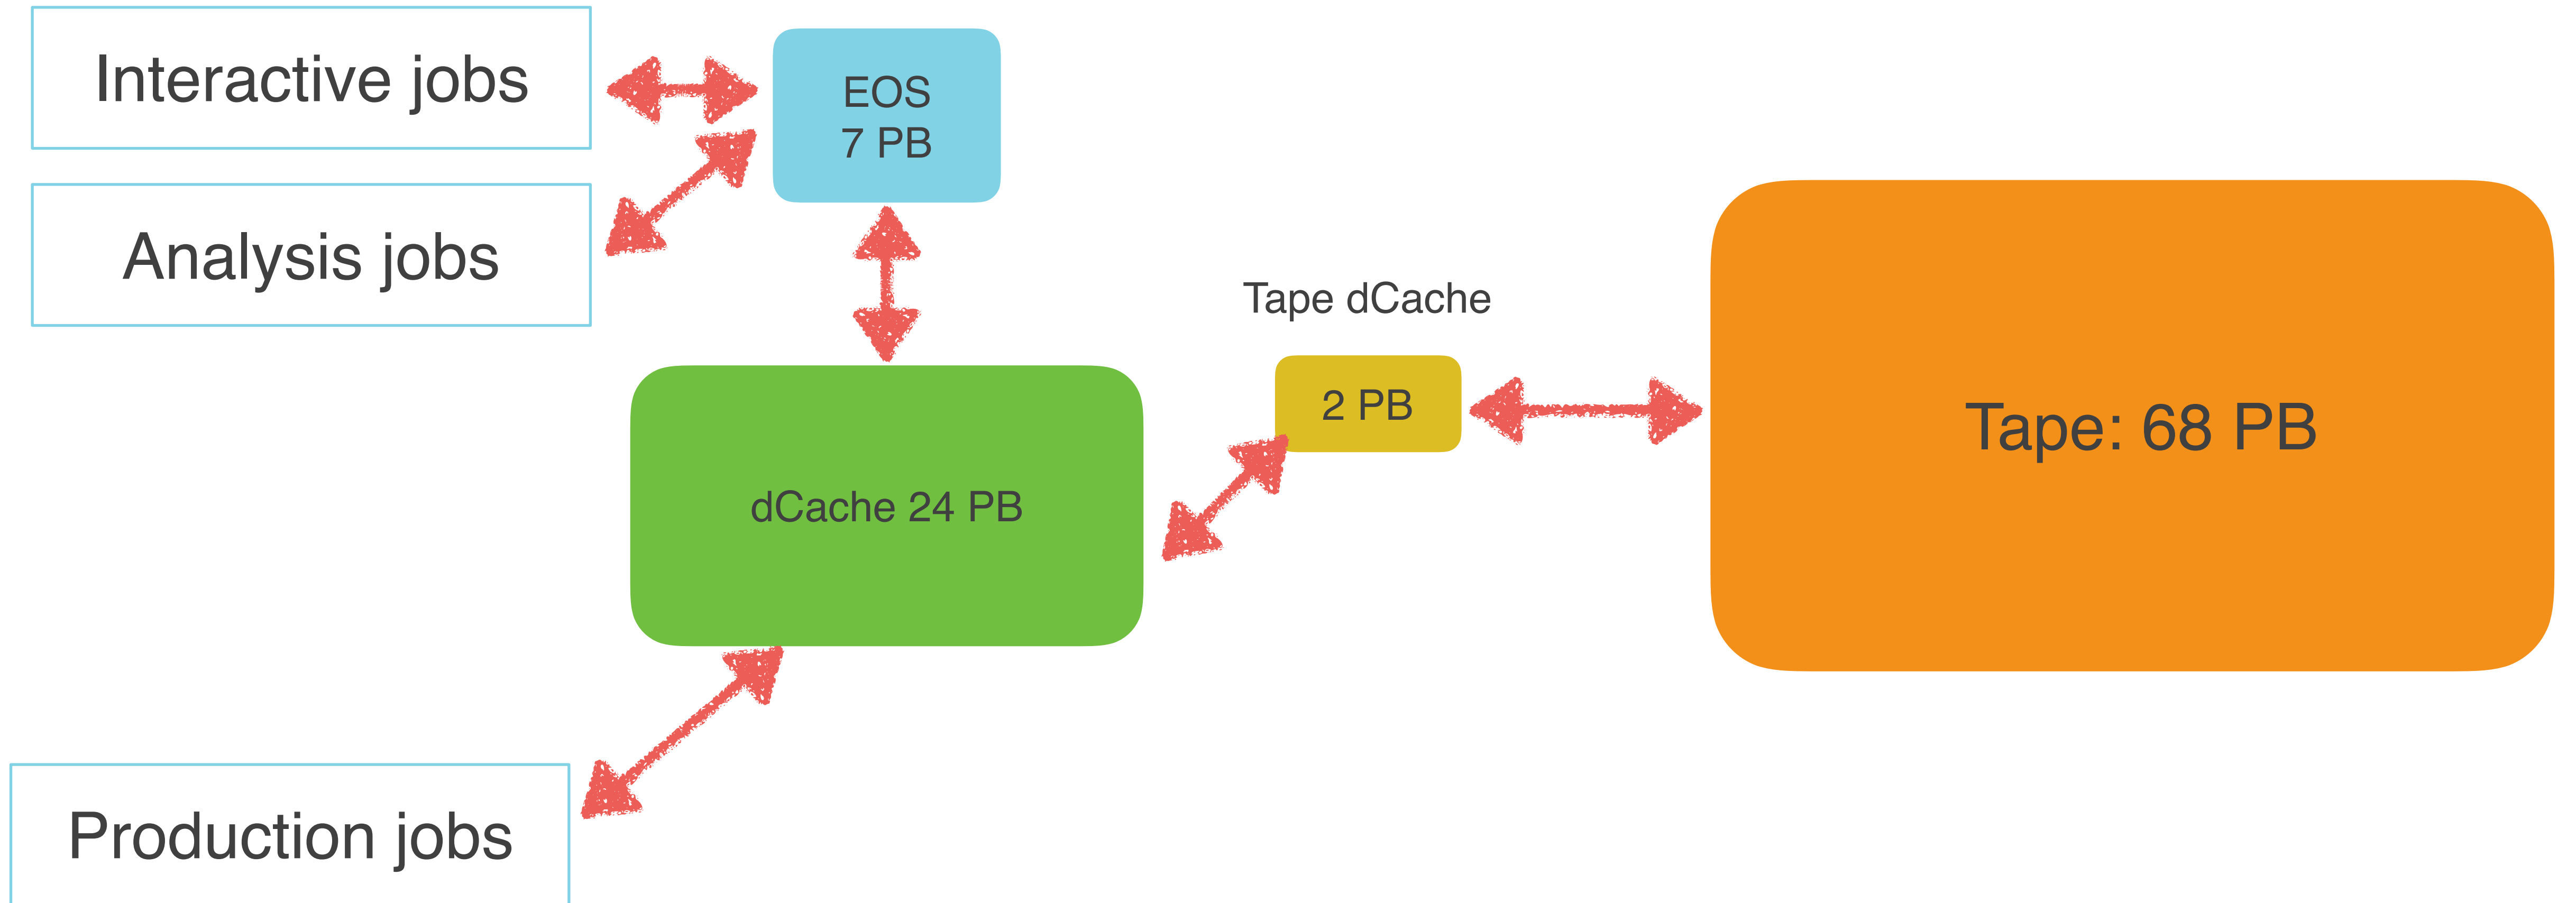 Interactive jobs
EOS
7 PB
Analysis jobs
Tape dCache
2 PB
Tape: 68 PB
dCache 24 PB
Production jobs